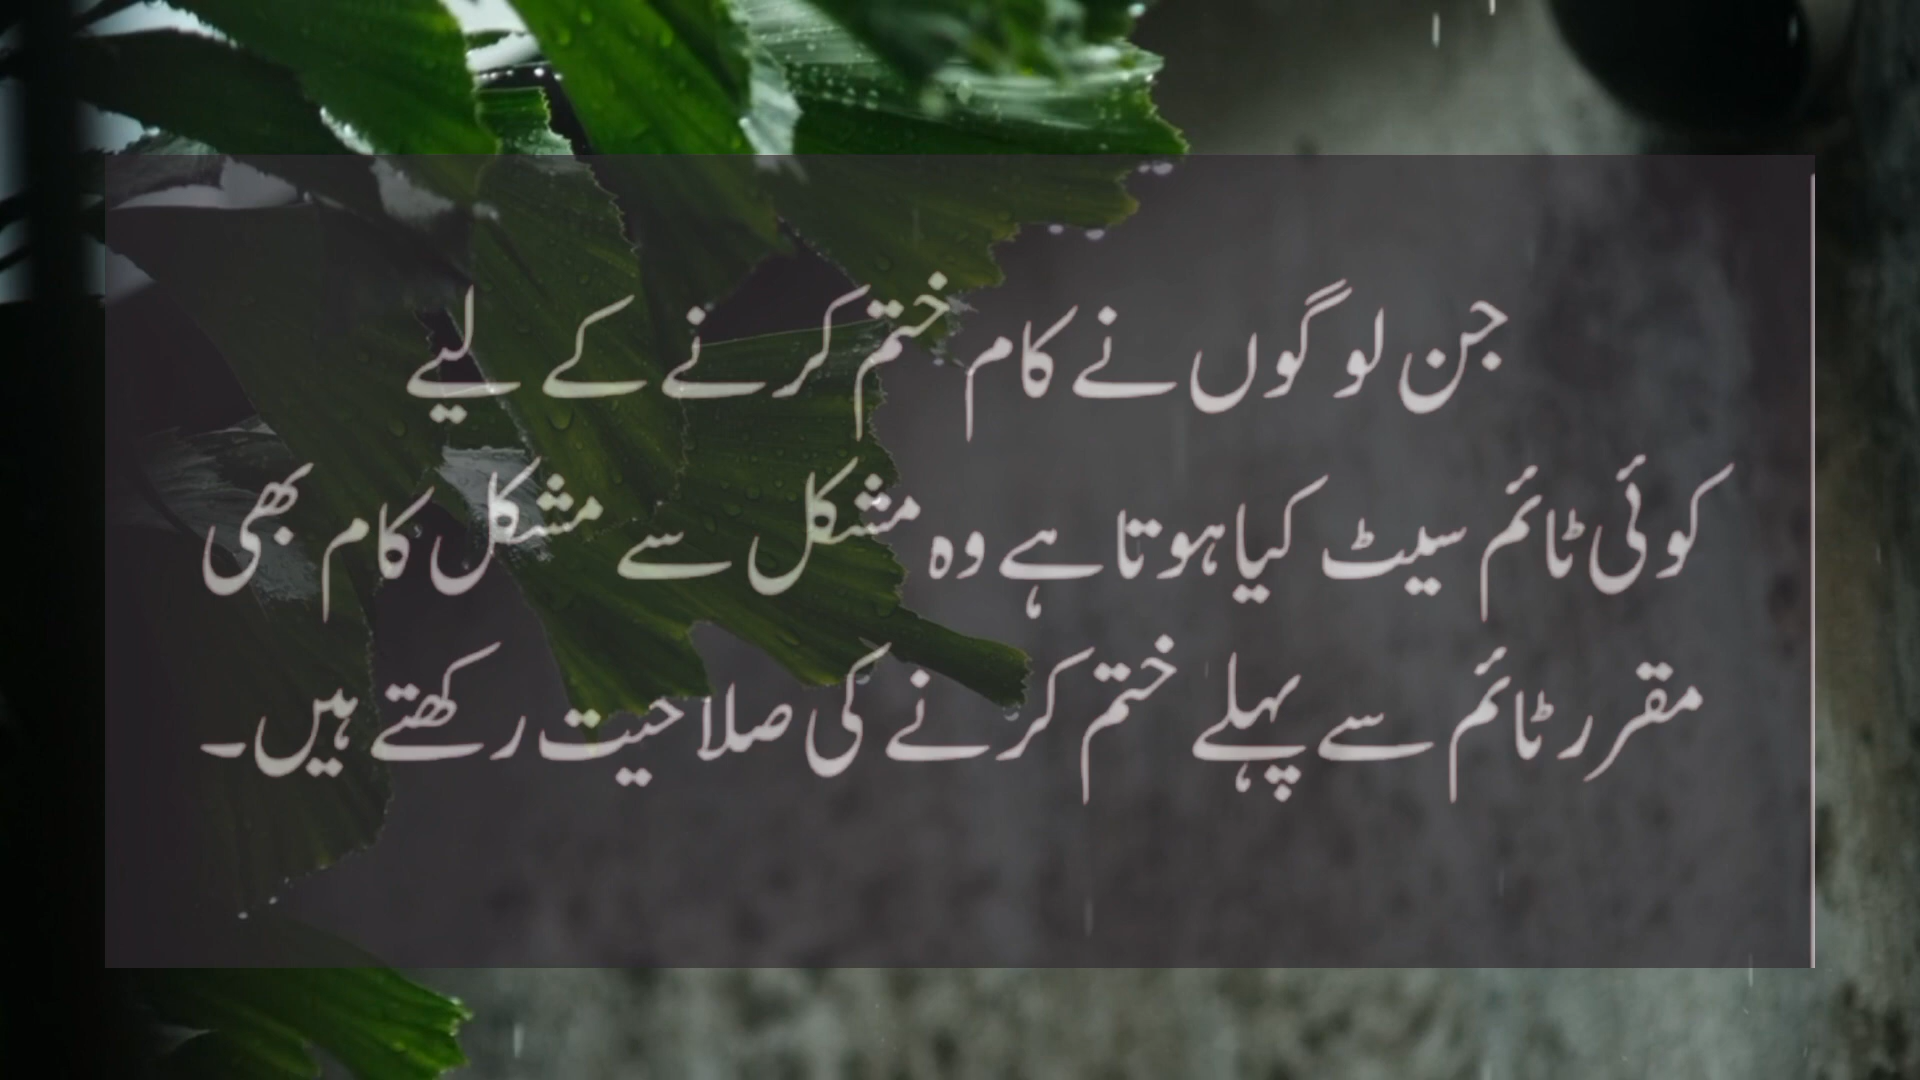 جن لوگوں نے کام ختم کرنے کے لیے
کوئی ٹائم سیٹ کیا ہوتا ہے وہ مشکل سے مشکل کام بھی
مقرر ٹائم سے پہلے ختم کرنے کی صلاحیت رکھتے ہیں۔